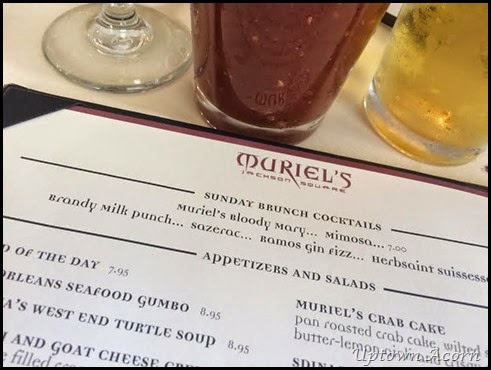 MURIEL'S
JACKSON SQUARE
SUNDAY BRUNCH COCKTAILS
Muriel's Bloody Mary... Mimosa... 7.00
Brandy Milk Punch... Sazerac... Ramos Gin Fizz... Herbsaint Suissesse
APPETIZERS AND SALADS
OF THE DAY 7.95
ORLEANS SEAFOOD GUMBO 8.95
WEST END TURTLE SOUP 8.95
AND GOAT CHEESE
filled
MURIEL'S CRAB CAKE
pan roasted crab cake, wilted
butter-lemon
Uptown Acorn